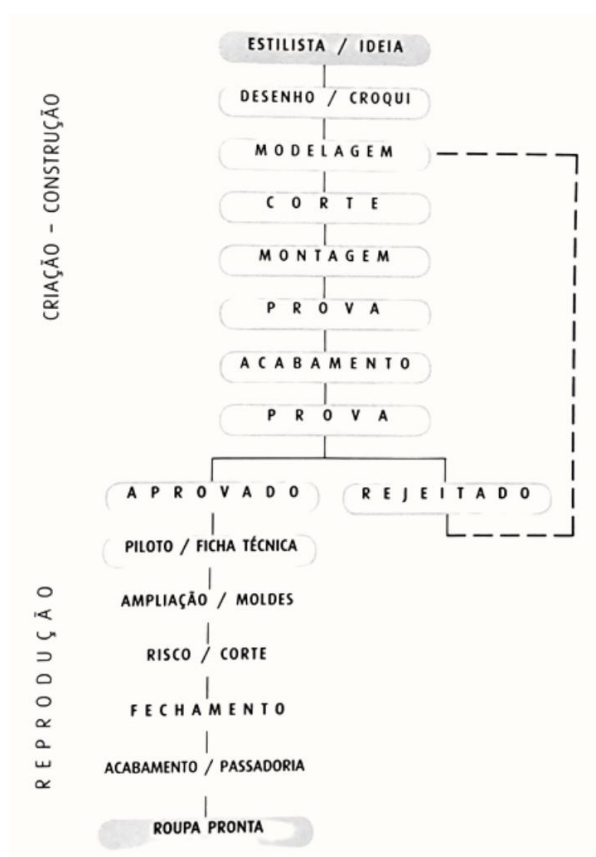 ESTILISTA / IDEIA
DESENHO / CROQUI
MODELAGEM
CORTE
MONTAGEM
PROVA
ACABAMENTO
PROVA
CRIAÇÃO - CONSTRUÇÃO
APROVADO
REJEITADO
PILOTO / FICHA TÉCNICA
AMPLIAÇÃO / MOLDES
RISCO / CORTE
FECHAMENTO
ACABAMENTO / PASSADORIA
ROUPA PRONTA
REPRODUÇÃO